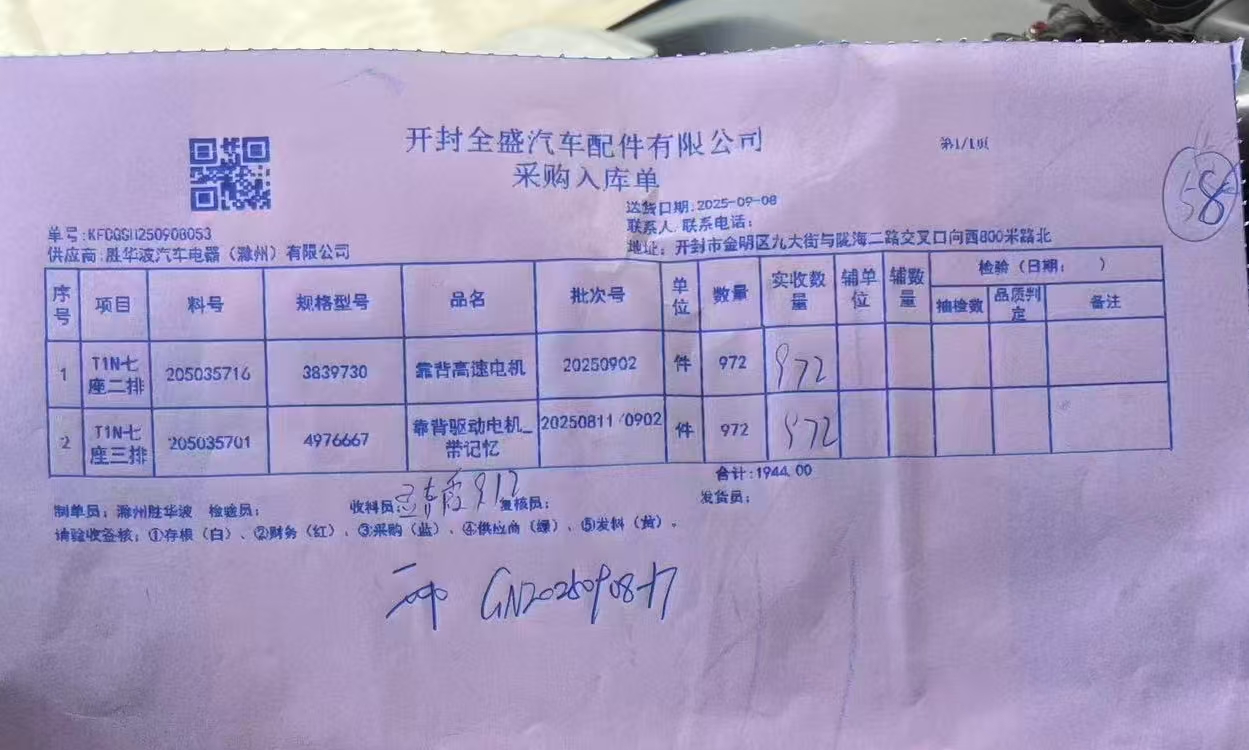 开封全盛汽车配件有限公司
第1/1页
采购入库单
58
送货日期:2025-09-08
单号:KFCQSH250908053
联系人 联系电话:
供应商:胜华波汽车电器（滁州）有限公司
地址: 开封市金明区九大街与陇海二路交叉口向西800米路北
序号 项目 料号 规格型号 品名 批次号 单位 数量 实收数量 辅单位 辅数量 检验（日期: ）
抽检数 品质判定 备注
1 T1N七座二排 205035716 3839730 靠背高速电机 20250902 件 972 972
2 T1N七座三排 205035701 4976667 靠背驱动电机_带记忆 20250811/0902 件 972 972
合计:1944.00
制单员: 滁州胜华波 检验员: 收料员: 9.12 复核员: 发货员:
请验收签核: ①存根（白）、②财务（红）、③采购（蓝）、④供应商（绿）、⑤发料（黄）。
GN20250908-17